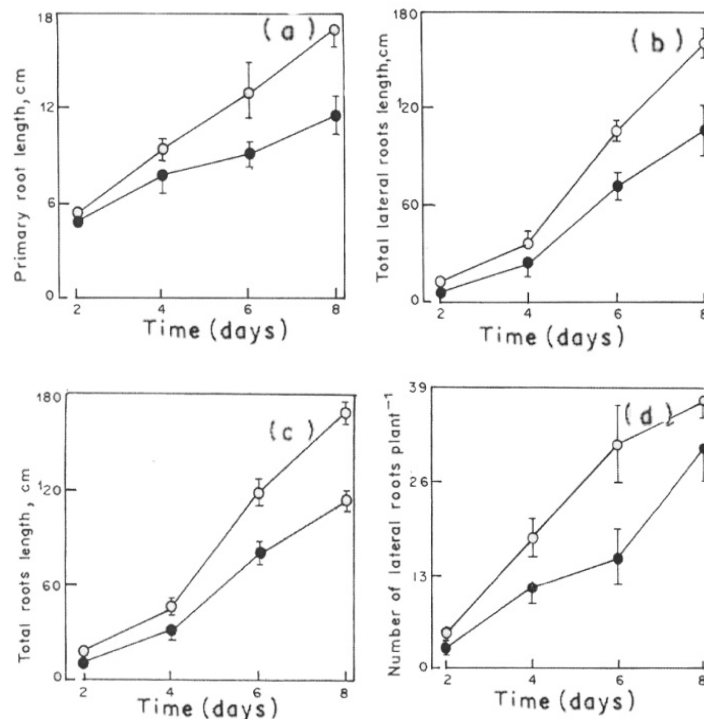 (a)
Primary root length, cm
18
12
6
0
2 4 6 8
Time (days)
(b)
Total lateral roots length, cm
180
120
60
0
2 4 6 8
Time (days)
(c)
Total roots length, cm
180
120
60
0
2 4 6 8
Time (days)
(d)
Number of lateral roots plant⁻¹
39
26
13
0
2 4 6 8
Time (days)